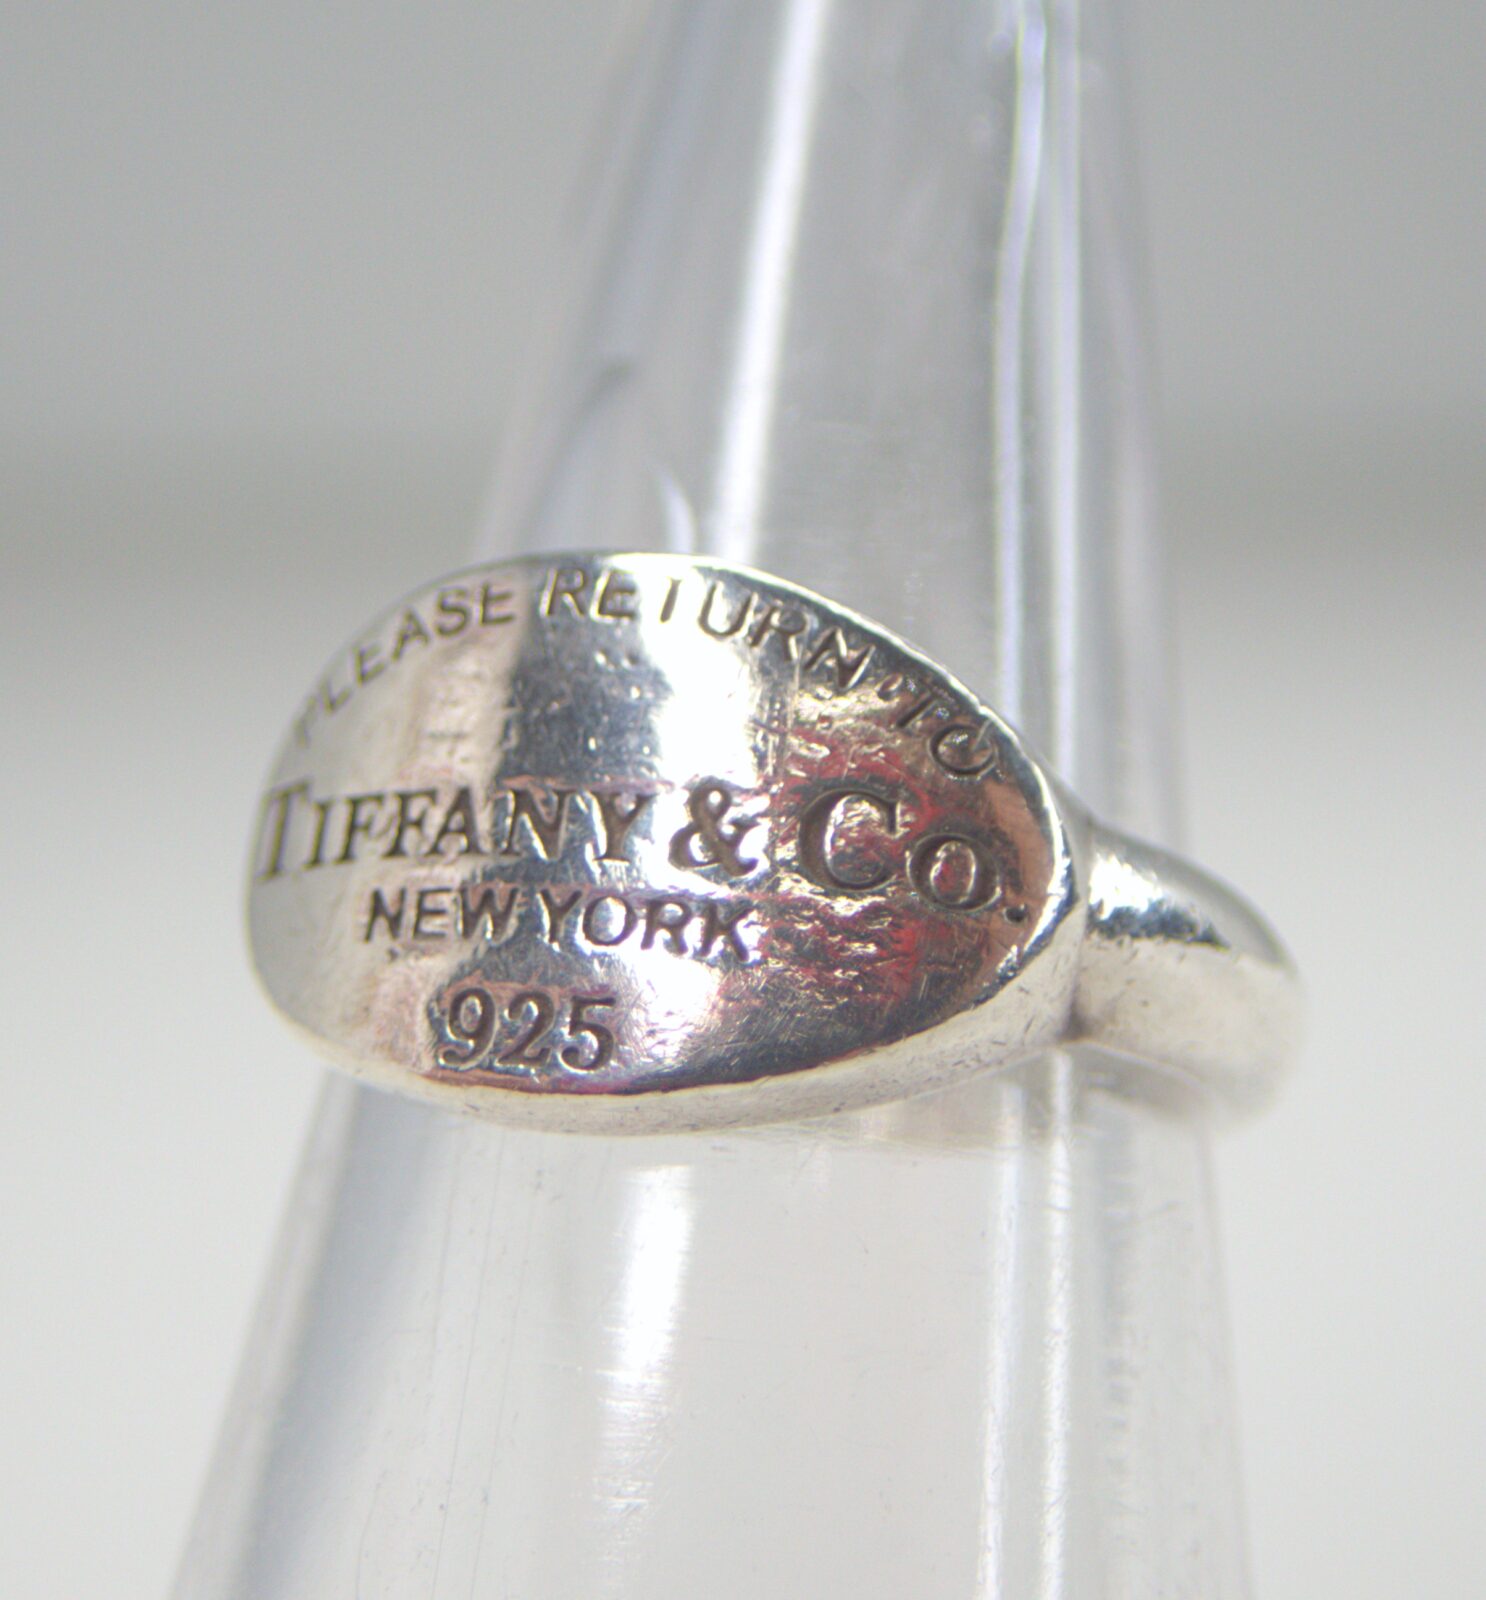 PLEASE RETURN TO
TIFFANY & CO.
NEW YORK
925